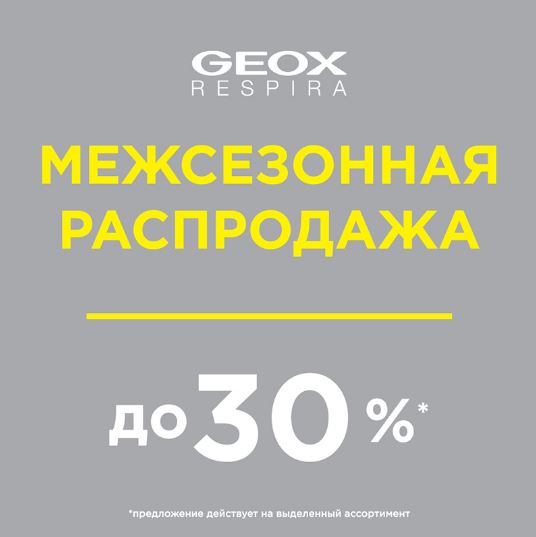 GEOX
RESPIRA
МЕЖСЕЗОННАЯ
РАСПРОДАЖА
до 30 %*
*предложение действует на выделенный ассортимент